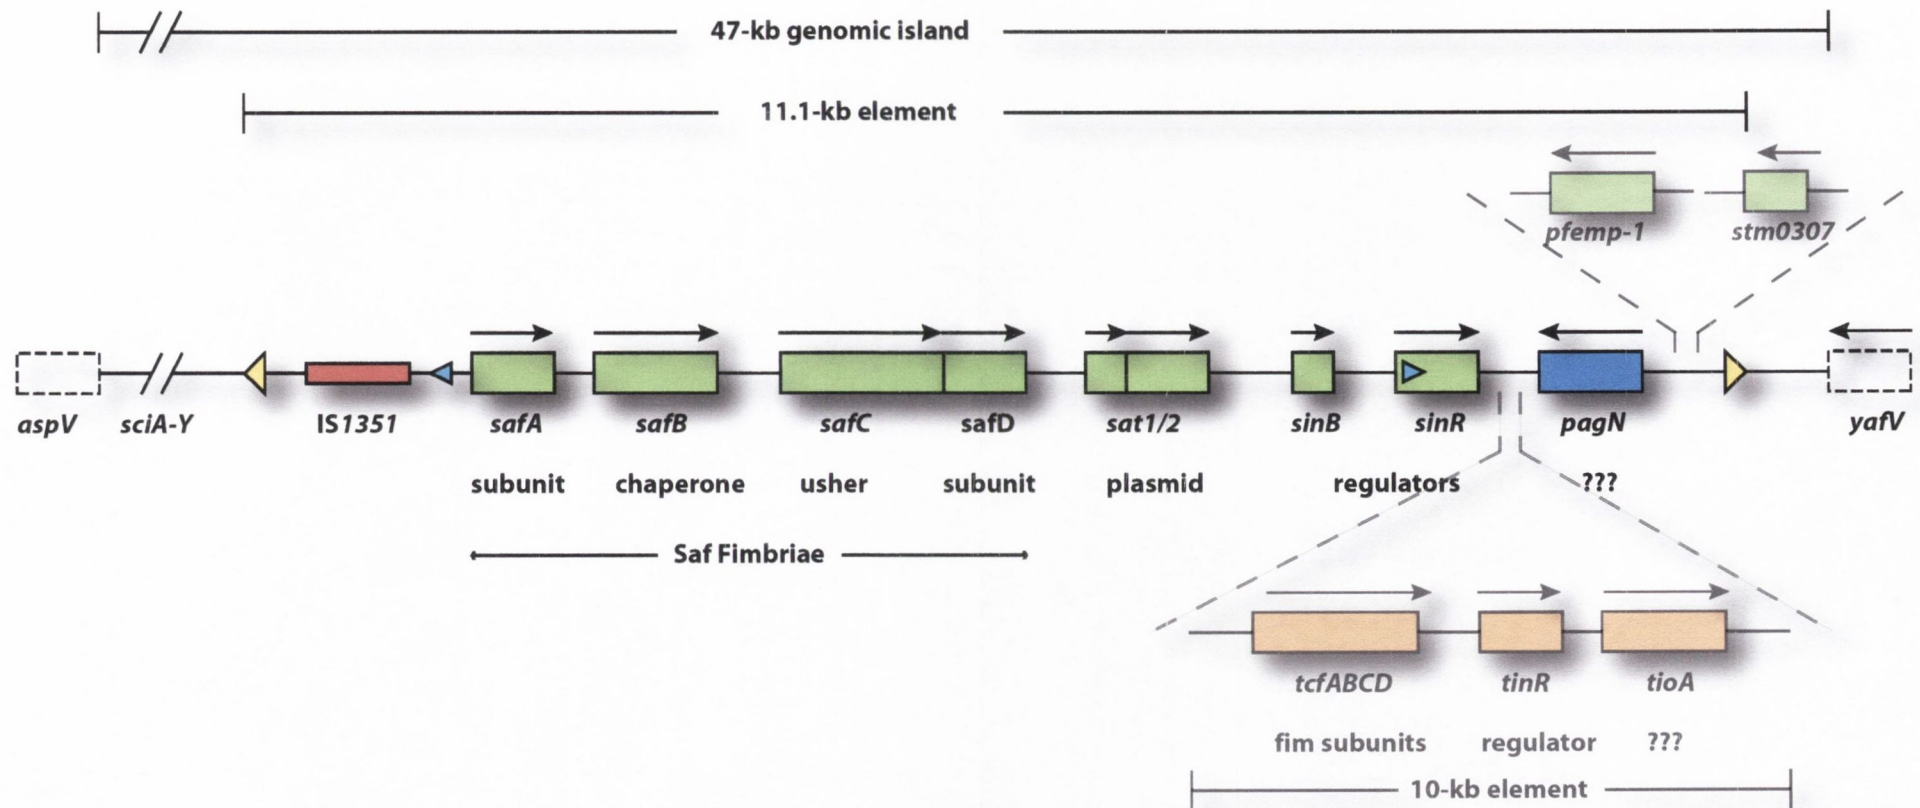 47-kb genomic island
11.1-kb element
pfemp-1 stm0307
aspV sciA-Y IS1351 safA safB safC safD sat1/2 sinB sinR pagN yafV
subunit chaperone usher subunit plasmid regulators ???
Saf Fimbriae
tcfABCD tinR tioA
fim subunits regulator ???
10-kb element